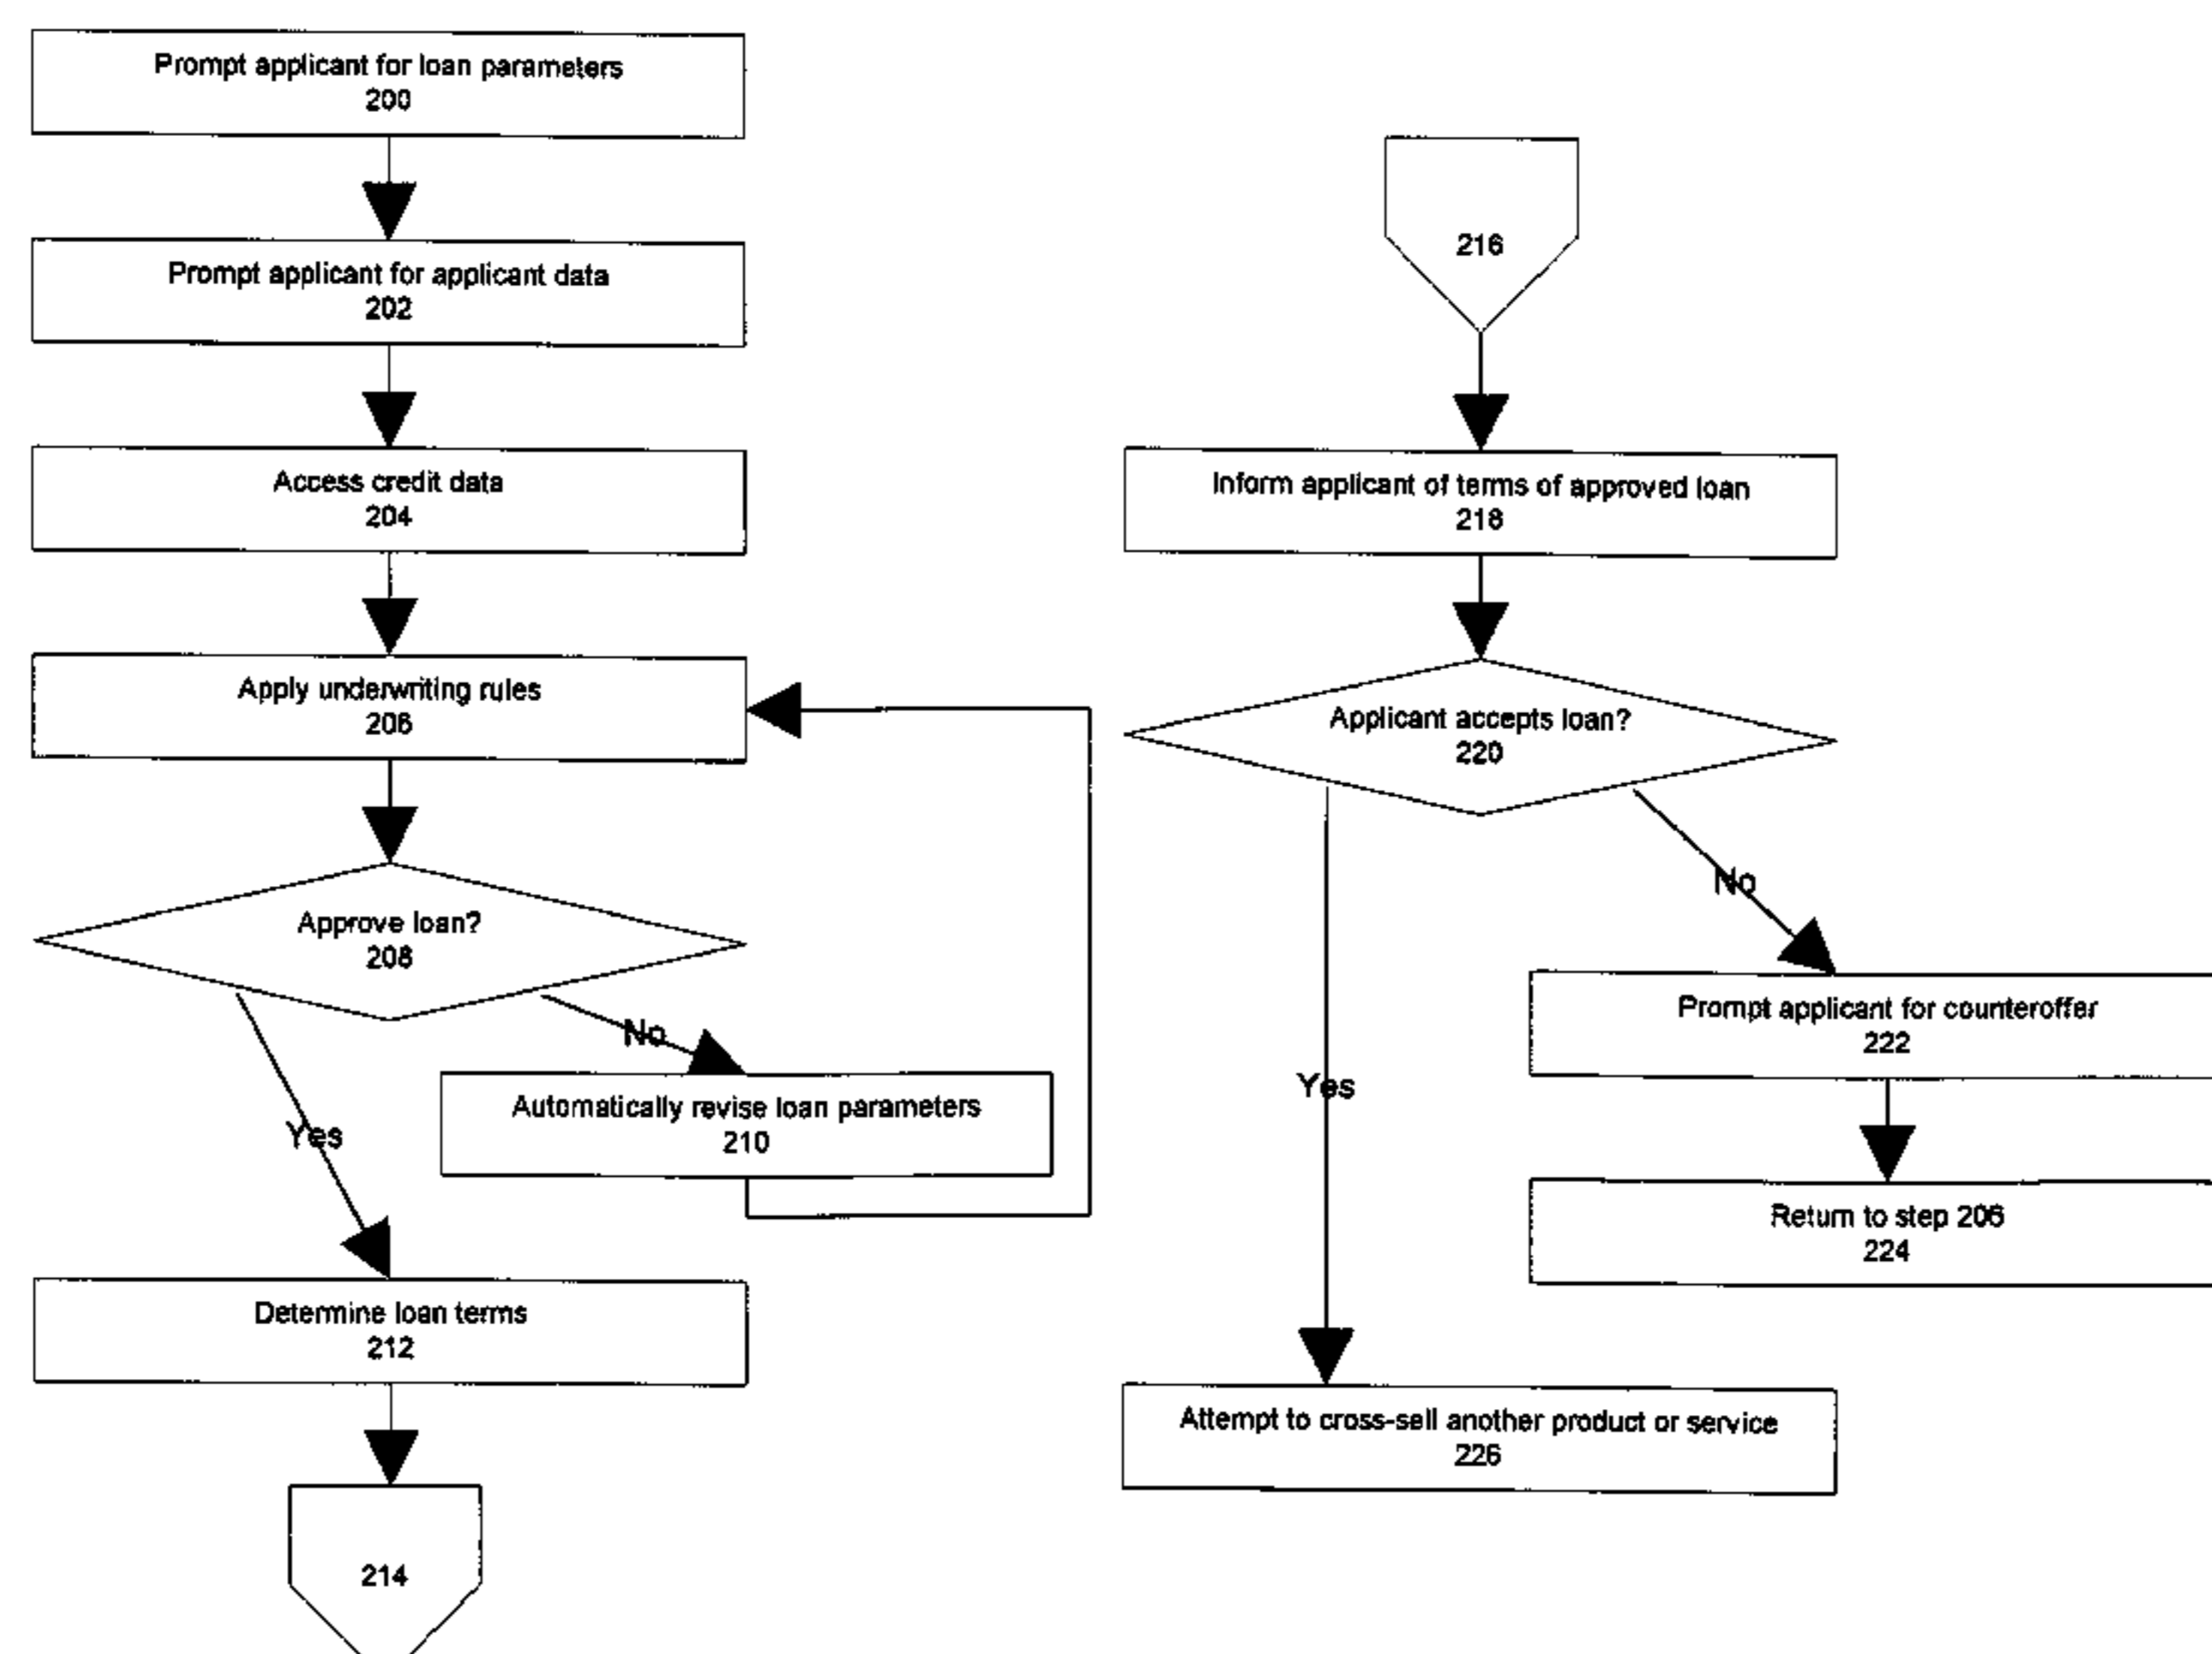 Prompt applicant for loan parameters
200
Prompt applicant for applicant data
202
Access credit data
204
Apply underwriting rules
206
Approve loan?
208
No
Automatically revise loan parameters
210
Yes
Determine loan terms
212
214
216
Inform applicant of terms of approved loan
218
Applicant accepts loan?
220
No
Prompt applicant for counteroffer
222
Yes
Return to step 206
224
Attempt to cross-sell another product or service
226